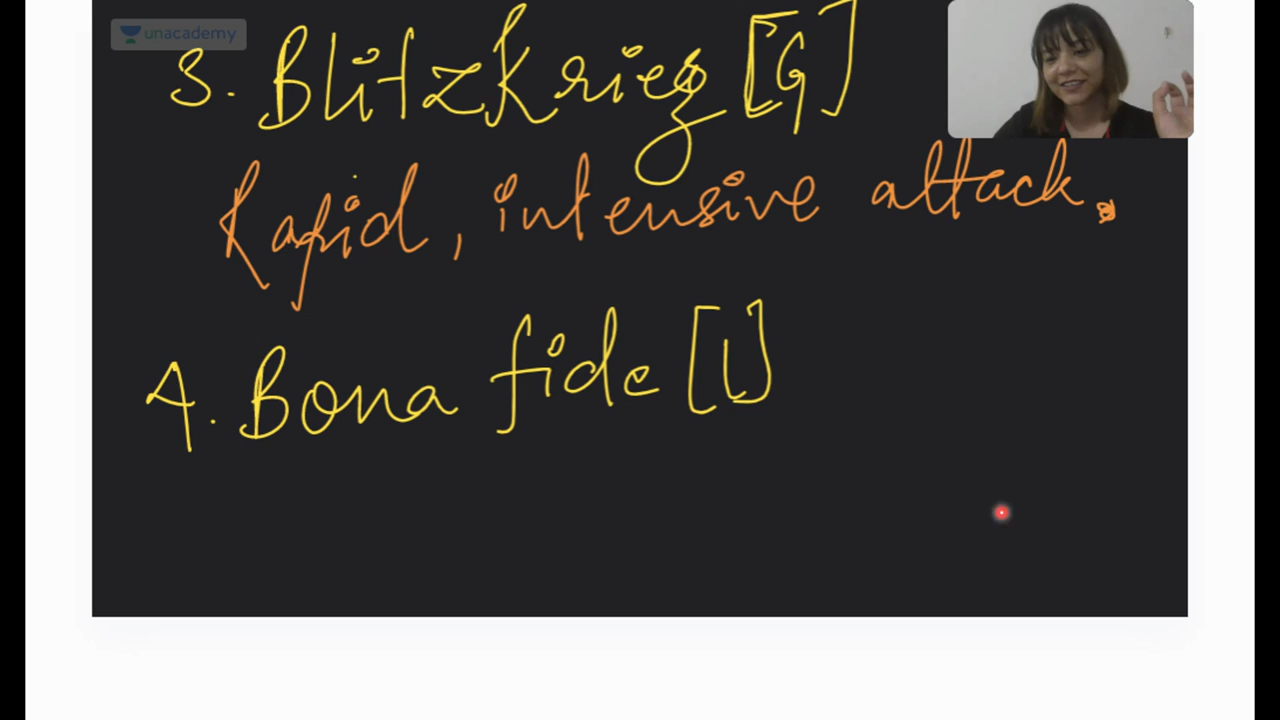 unacademy
3. Blitzkrieg [G]
Rapid, intensive attack.
4. Bona fide [L]